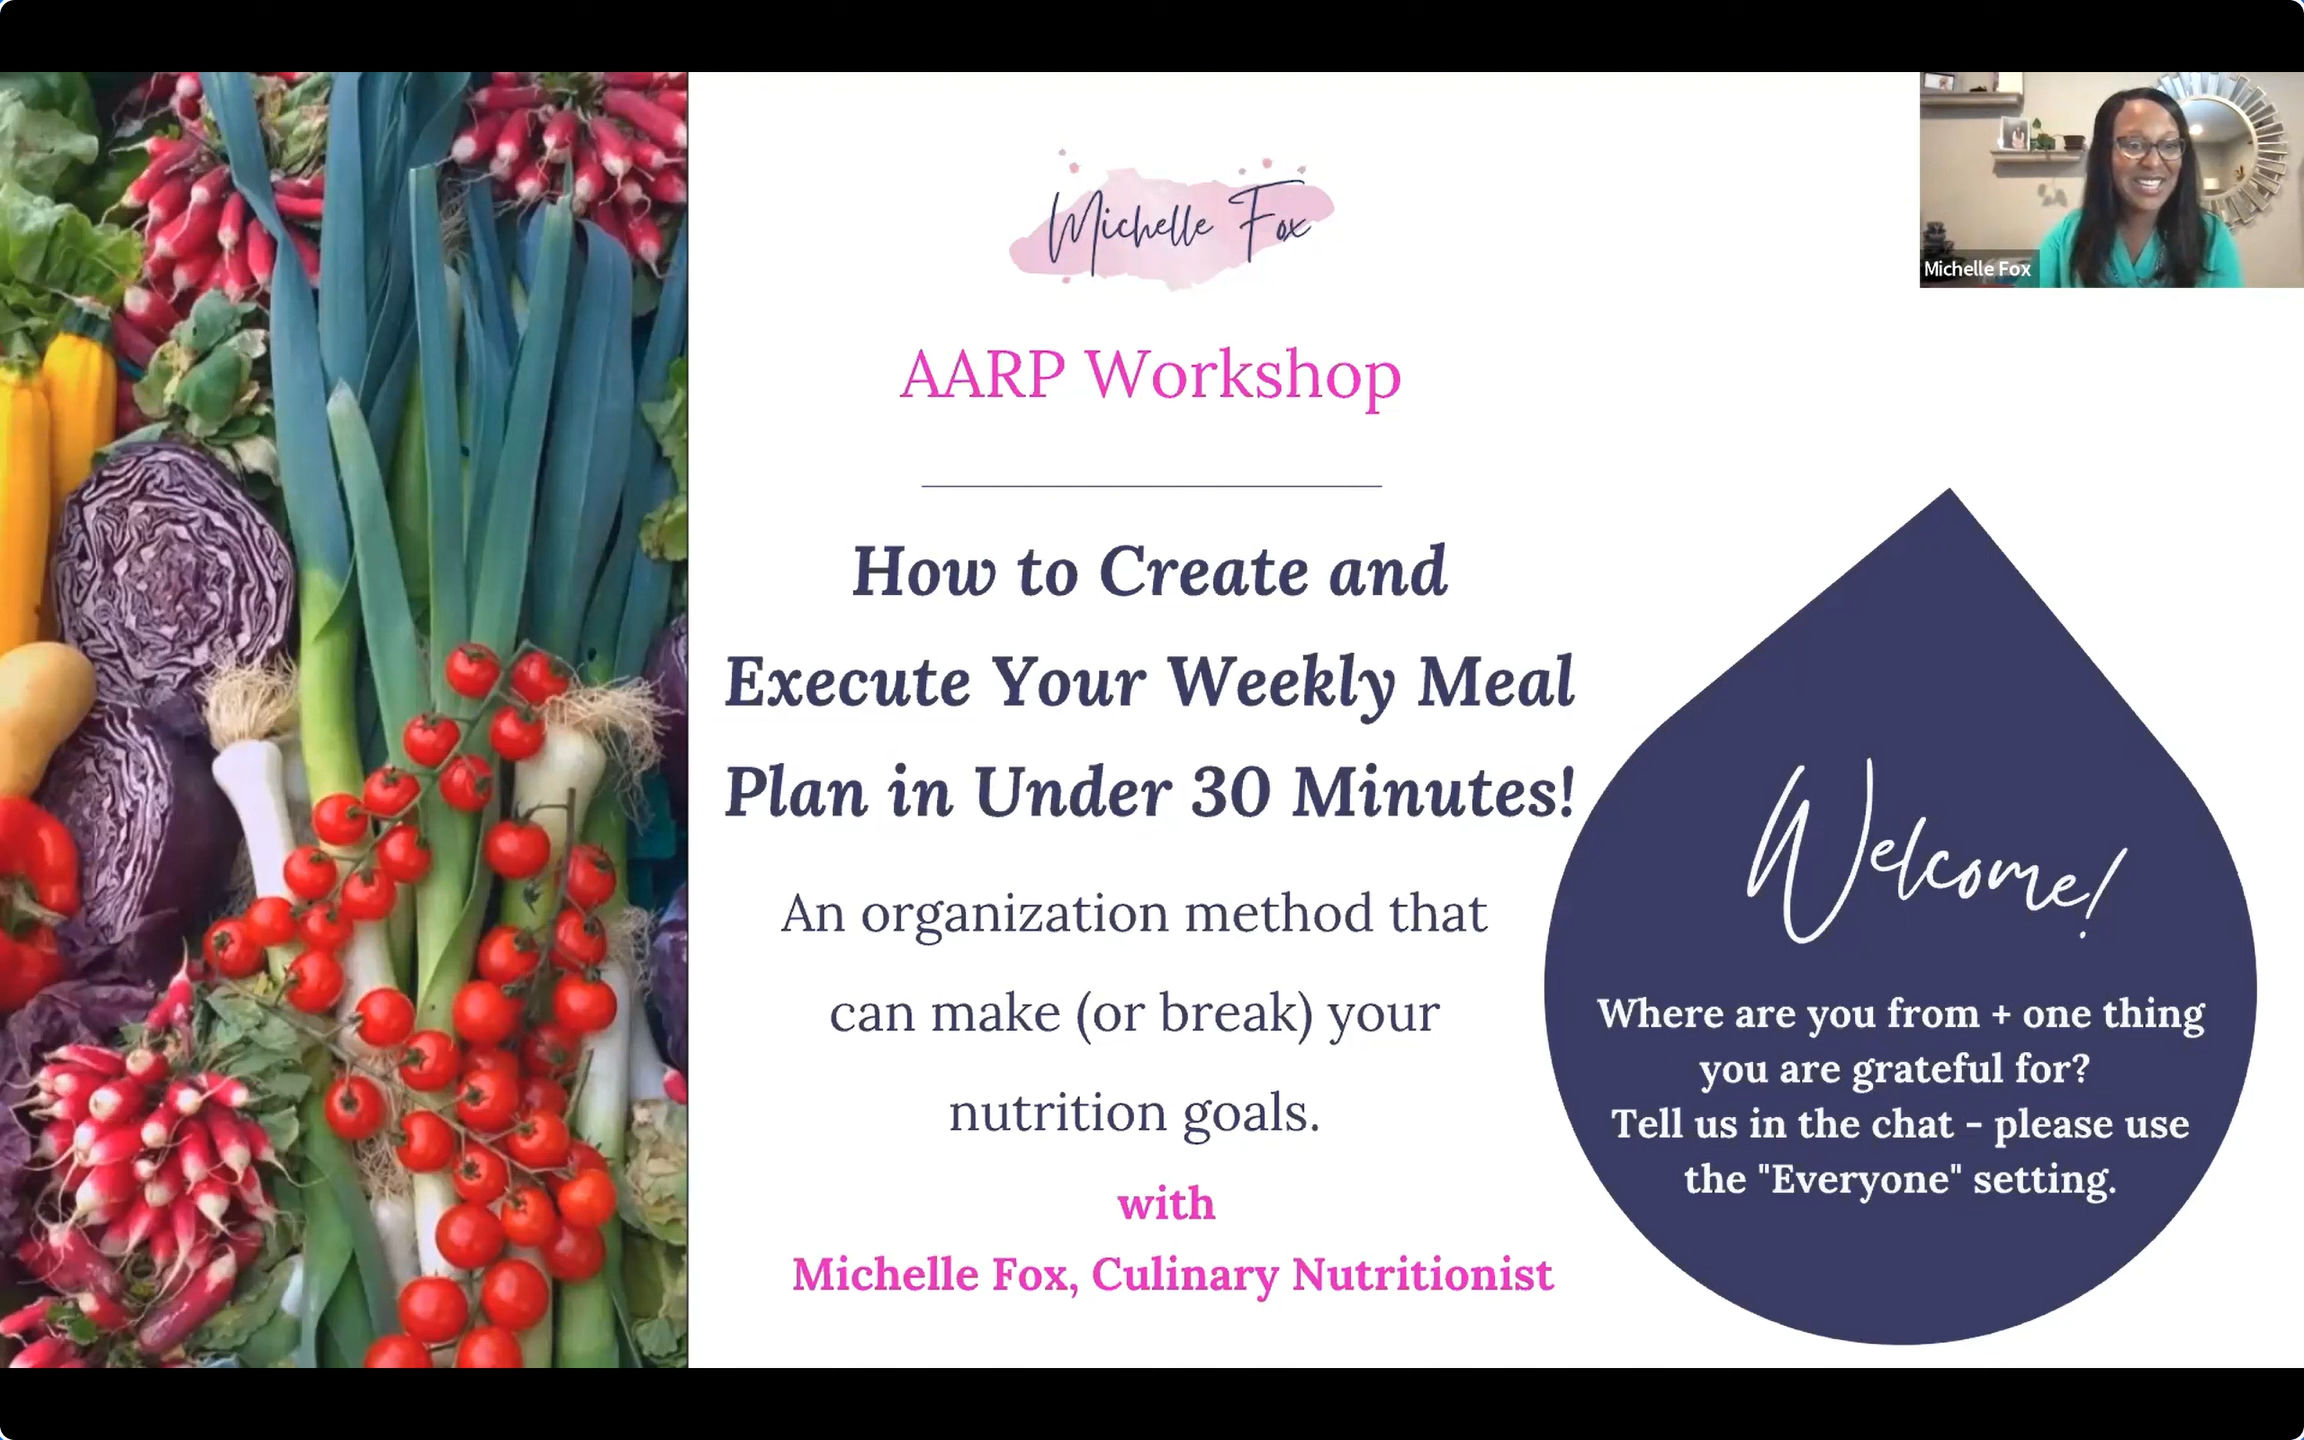 Michelle Fox
AARP Workshop
How to Create and
Execute Your Weekly Meal
Plan in Under 30 Minutes!
An organization method that
can make (or break) your
nutrition goals.
with
Michelle Fox, Culinary Nutritionist
Michelle Fox
Welcome!
Where are you from + one thing
you are grateful for?
Tell us in the chat - please use
the "Everyone" setting.